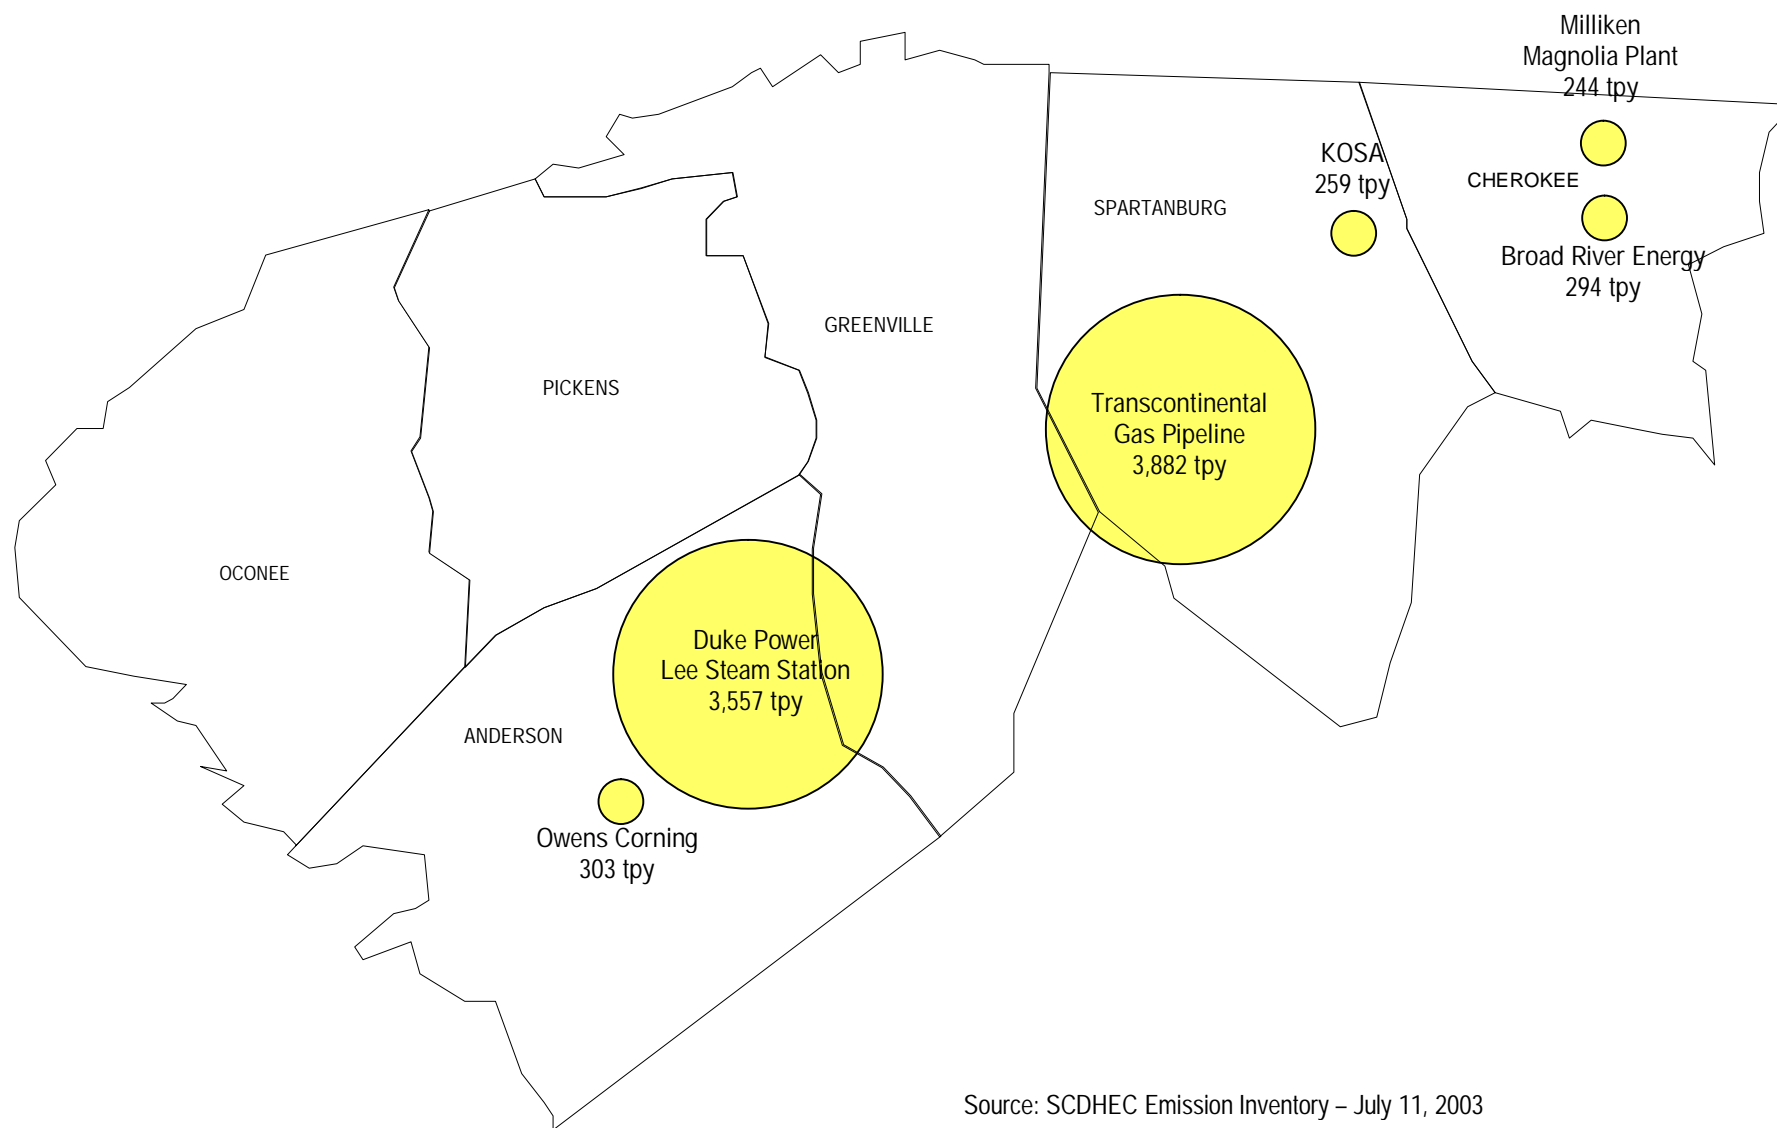 Milliken
Magnolia Plant
244 tpy
KOSA
259 tpy
CHEROKEE
SPARTANBURG
Broad River Energy
294 tpy
GREENVILLE
PICKENS
Transcontinental
Gas Pipeline
3,882 tpy
OCONEE
Duke Power
Lee Steam Station
3,557 tpy
ANDERSON
Owens Corning
303 tpy
Source: SCDHEC Emission Inventory – July 11, 2003